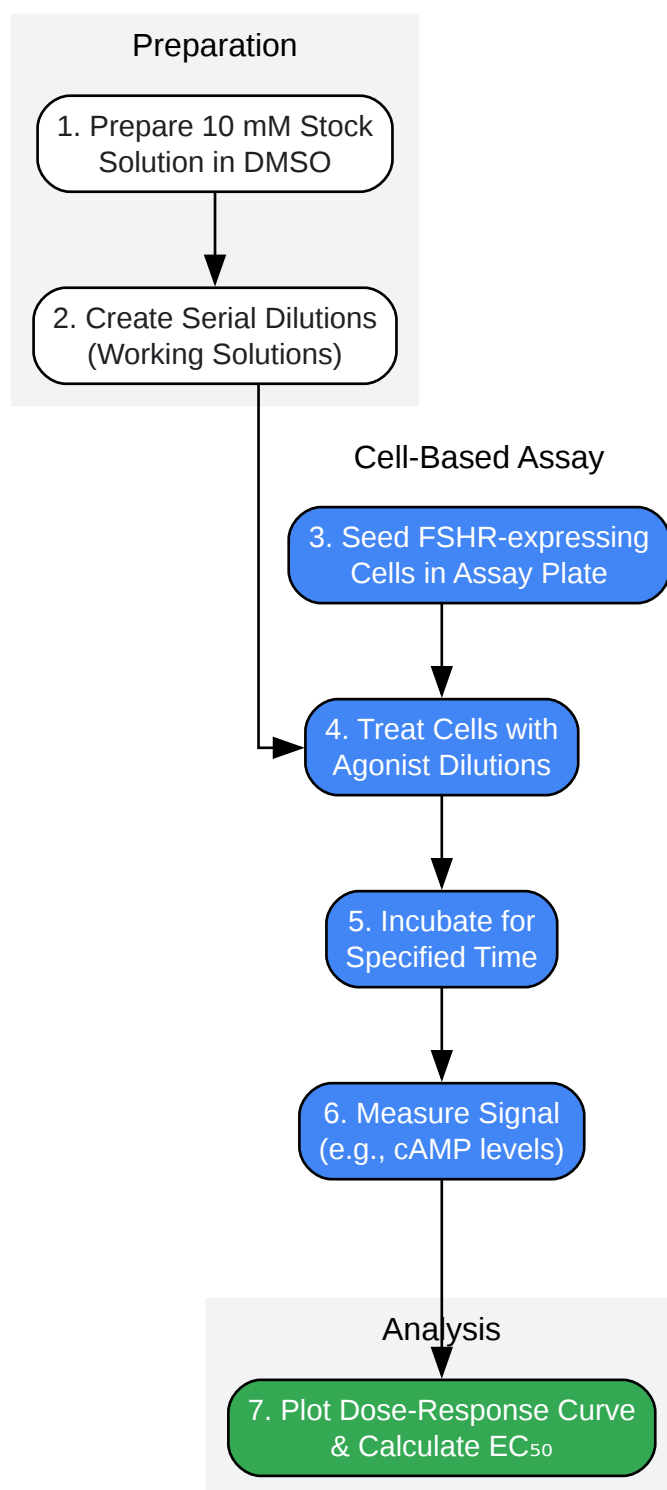 Preparation
1. Prepare 10 mM Stock
Solution in DMSO
2. Create Serial Dilutions
(Working Solutions)
Cell-Based Assay
3. Seed FSHR-expressing
Cells in Assay Plate
4. Treat Cells with
Agonist Dilutions
5. Incubate for
Specified Time
6. Measure Signal
(e.g., cAMP levels)
Analysis
7. Plot Dose-Response Curve
& Calculate EC₅₀